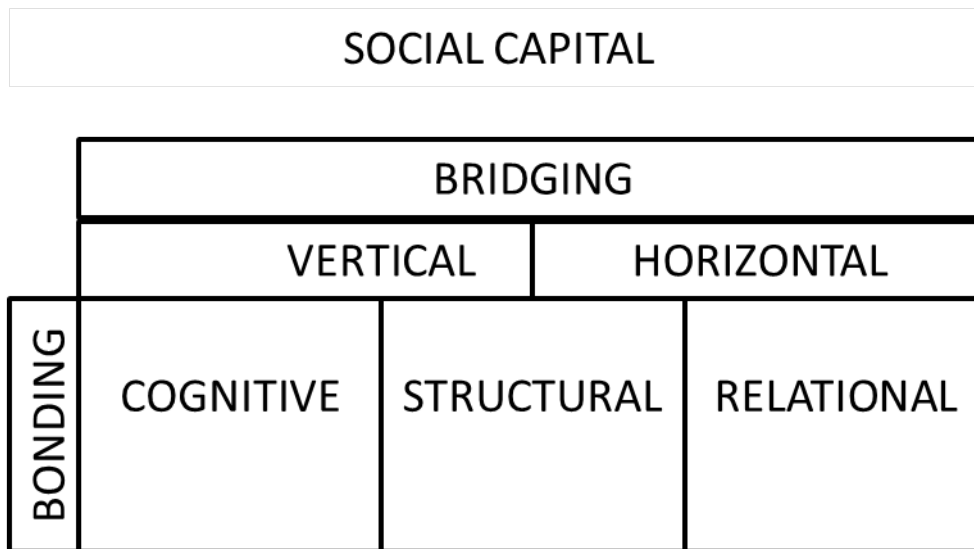 SOCIAL CAPITAL
BRIDGING
VERTICAL
HORIZONTAL
BONDING
COGNITIVE
STRUCTURAL
RELATIONAL